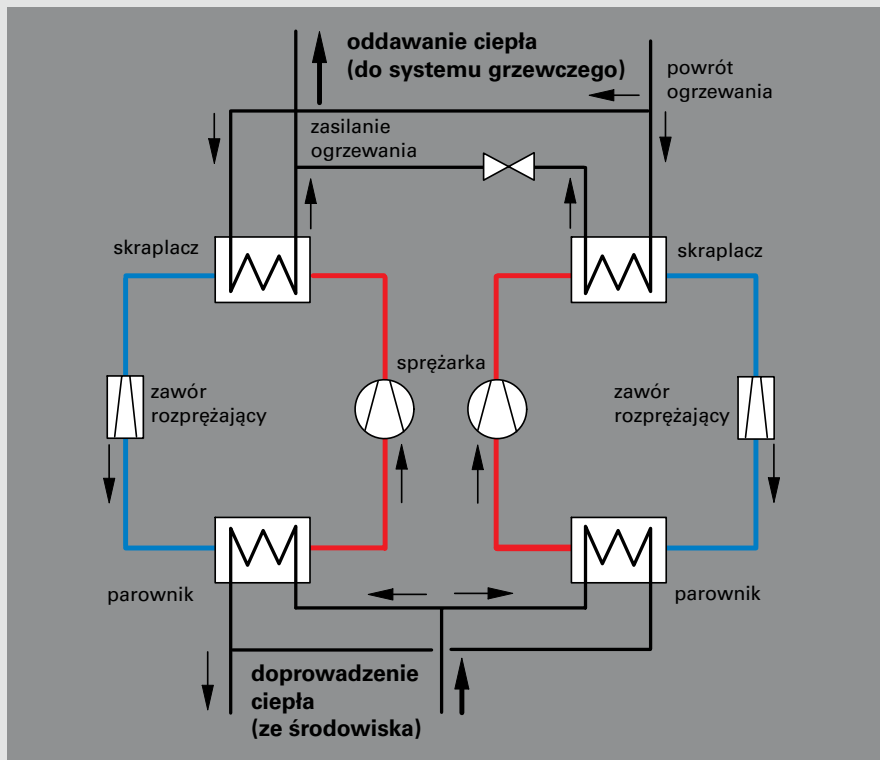 oddawanie ciepła
(do systemu grzewczego)
powrót
ogrzewania
zasilanie
ogrzewania
skraplacz
skraplacz
sprężarka
zawór
rozprężający
zawór
rozprężający
parownik
parownik
doprowadzenie
ciepła
(ze środowiska)